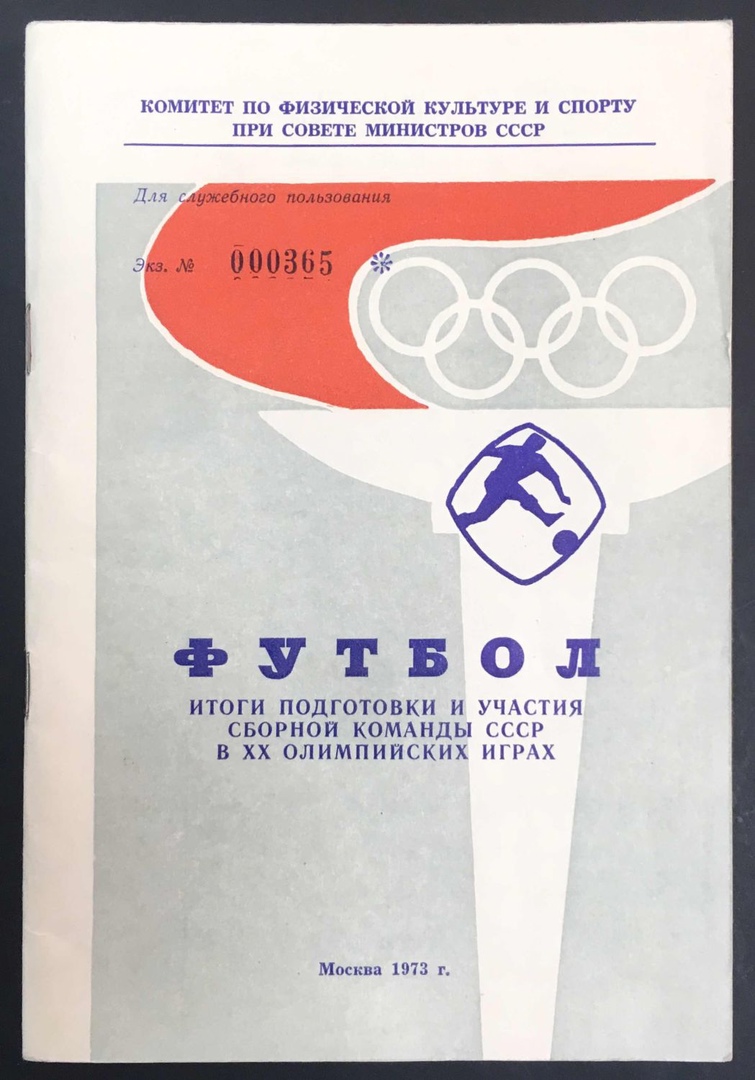 КОМИТЕТ ПО ФИЗИЧЕСКОЙ КУЛЬТУРЕ И СПОРТУ
ПРИ СОВЕТЕ МИНИСТРОВ СССР
Для служебного пользования
Экз. № 000365 *
ФУТБОЛ
ИТОГИ ПОДГОТОВКИ И УЧАСТИЯ
СБОРНОЙ КОМАНДЫ СССР
В XX ОЛИМПИЙСКИХ ИГРАХ
Москва 1973 г.